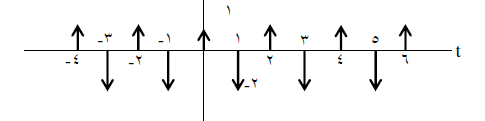 ١
-٣ -١ ١ ٣ ٥ t
-٤ -٢ ٢ ٤ ٦
-٢